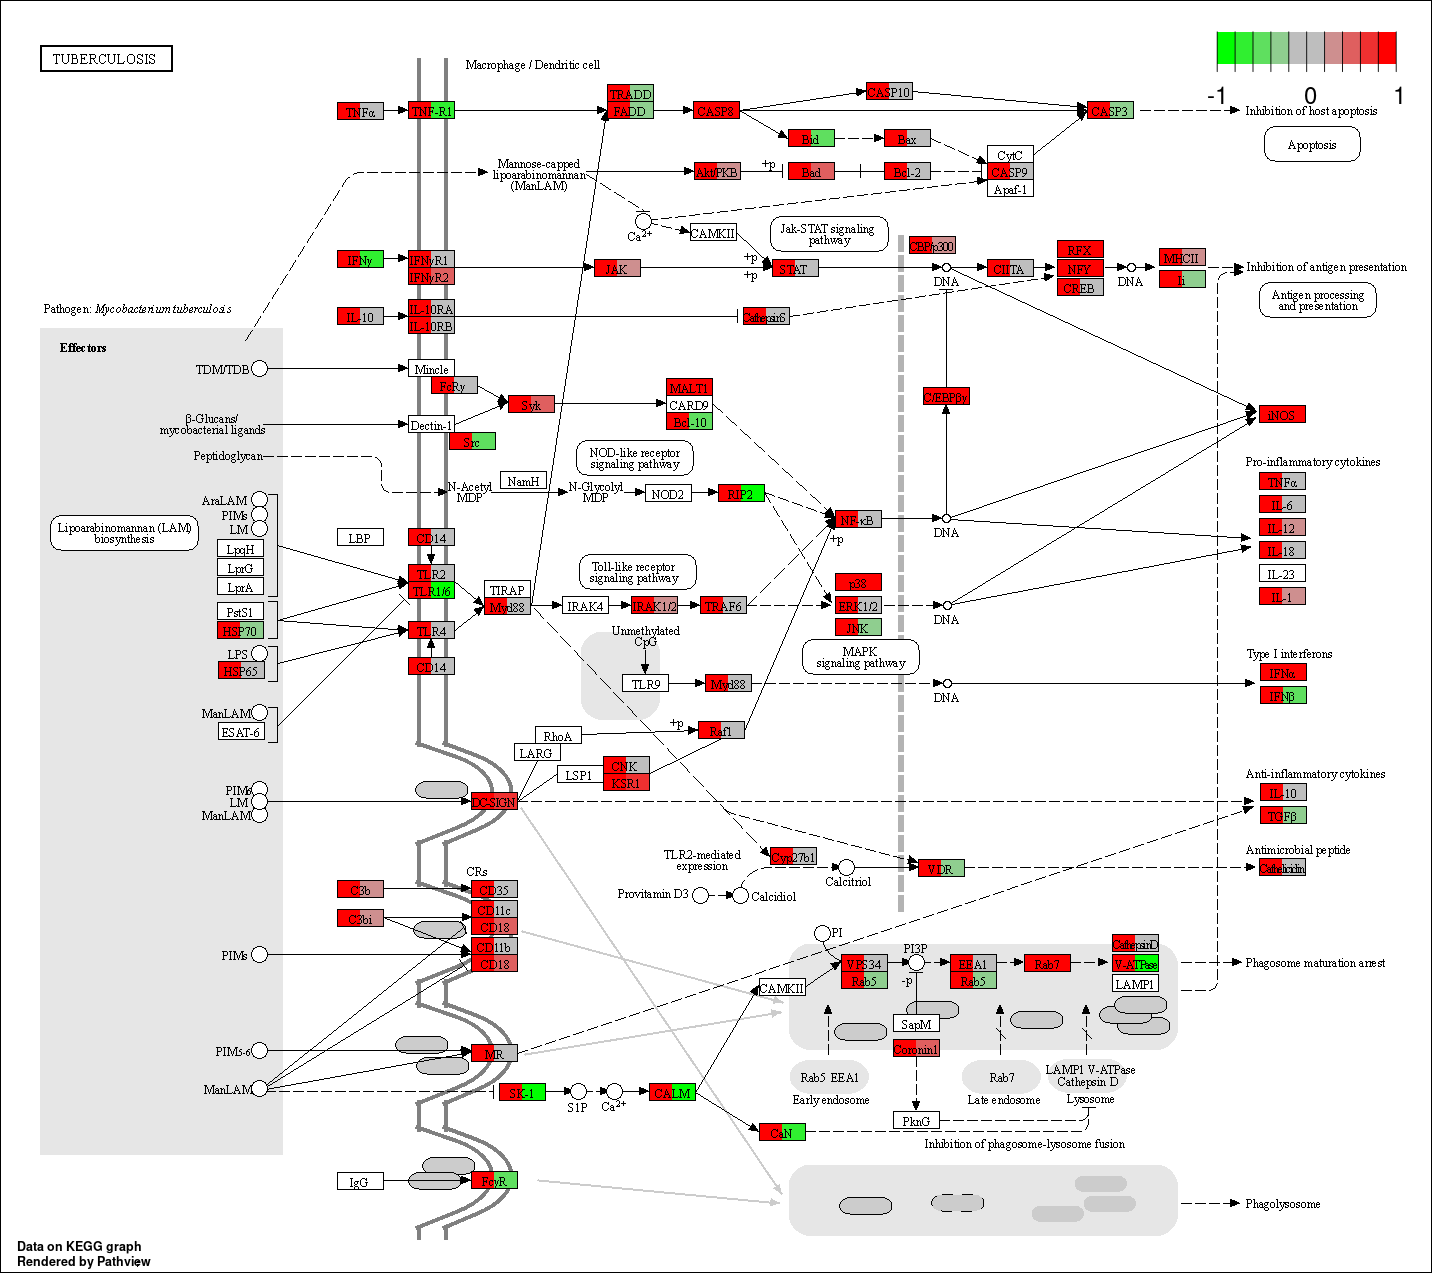 TUBERCULOSIS
Macrophage / Dendritic cell
-1
0
1
TNFα
TNF-R1
TRADD
FADD
CASP8
CASP10
CASP3
Inhibition of host apoptosis
Apoptosis
Bid
Bax
CytC
CASP9
Apaf-1
Mannose-capped
lipoarabinomannan
(ManLAM)
Akt/PKB
+p
Bad
Bcl-2
Ca2+
CAMKII
Jak-STAT signaling
pathway
IFNγ
IFNγR1
IFNγR2
JAK
+p
+p
STAT
CBP/p300
DNA
CIITA
RFX
NFY
CREB
DNA
MHCII
Ii
Inhibition of antigen presentation
Antigen processing
and presentation
Pathogen: Mycobacterium tuberculosis
IL-10
IL-10RA
IL-10RB
CathepsinS
Effectors
TDM/TDB
Mincle
FcRγ
Syk
MALT1
CARD9
Bcl-10
C/EBPβγ
iNOS
β-Glucans/
mycobacterial ligands
Dectin-1
Src
Peptidoglycan
NOD-like receptor
signaling pathway
N-Acetyl
MDP
NamH
N-Glycolyl
MDP
NOD2
RIP2
NF-κB
+p
DNA
Pro-inflammatory cytokines
TNFα
IL-6
IL-12
IL-18
IL-23
IL-1
AraLAM
PIMs
LM
Lipoarabinomannan (LAM)
biosynthesis
LpqH
LprG
LprA
PstS1
HSP70
LPS
HSP65
ManLAM
ESAT-6
LBP
CD14
TLR2
TLR1/6
TLR4
CD14
TIRAP
Myd88
Toll-like receptor
signaling pathway
IRAK4
IRAK1/2
TRAF6
p38
ERK1/2
JNK
DNA
MAPK
signaling pathway
Unmethylated
CpG
TLR9
Myd88
DNA
Type I interferons
IFNα
IFNβ
RhoA
+p
Raf1
LARG
LSP1
CNK
KSR1
PIMs
LM
ManLAM
DC-SIGN
Anti-inflammatory cytokines
IL-10
TGFβ
TLR2-mediated
expression
Cyp27b1
Calcitriol
VDR
Antimicrobial peptide
Cathelicidin
Provitamin D3
Calcidiol
CRs
C3b
CD35
C3bi
CD11c
CD18
CD11b
CD18
PIMs
PI
VPS34
Rab5
PI3P
-p
EEA1
Rab5
Rab7
CathepsinD
V-ATPase
LAMP1
Phagosome maturation arrest
CAMKII
SapM
Coronin1
PIM5-6
MR
Rab5 EEA1
Early endosome
Rab7
Late endosome
LAMP1 V-ATPase
Cathepsin D
Lysosome
ManLAM
SK-1
S1P
Ca2+
CALM
CaN
PknG
Inhibition of phagosome-lysosome fusion
IgG
FcγR
Phagolysosome
Data on KEGG graph
Rendered by Pathview